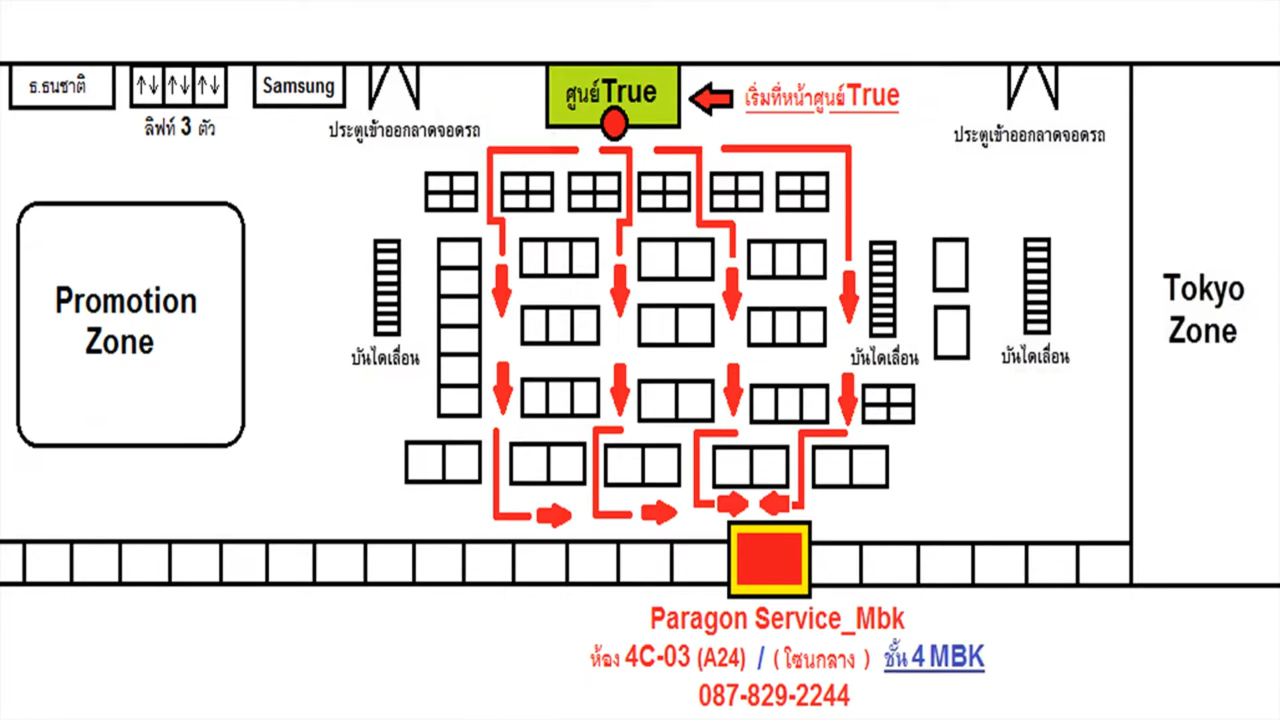 ธ.ธนชาติ
Samsung
ศูนย์True
เริ่มที่หน้าศูนย์True
ลิฟท์ 3 ตัว
ประตูเข้าออกลาดจอดรถ
ประตูเข้าออกลาดจอดรถ
Promotion
Zone
Tokyo
Zone
บันไดเลื่อน
บันไดเลื่อน
บันไดเลื่อน
Paragon Service_Mbk
ห้อง 4C-03 (A24) / ( โซนกลาง ) ชั้น 4 MBK
087-829-2244